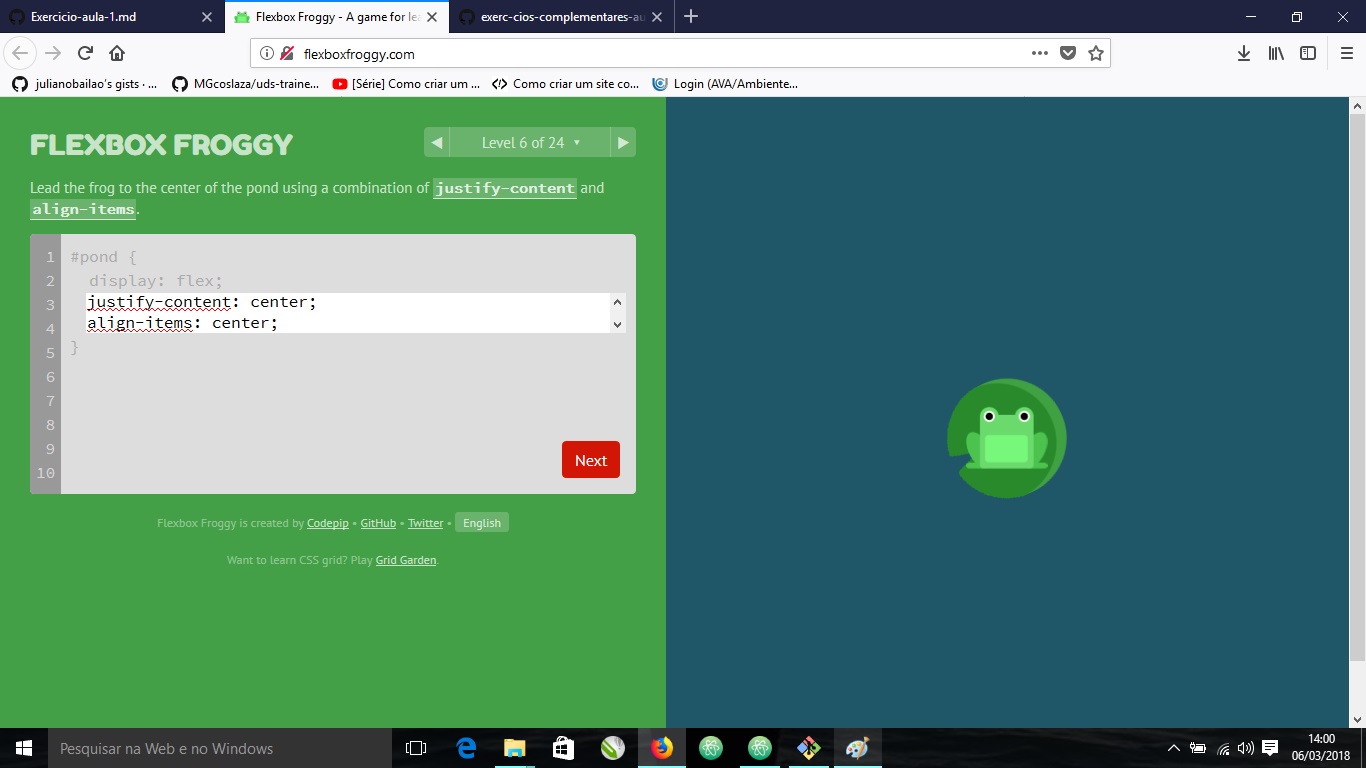 Exercicio-aula-1.md
Flexbox Froggy - A game for lea
exerc-cios-complementares-au
flexboxfroggy.com
julianobailao's gists · ...
MGcoslaza/uds-traine...
[Série] Como criar um ...
Como criar um site co...
Login (AVA/Ambiente...
FLEXBOX FROGGY
◀ Level 6 of 24 ▼ ▶
Lead the frog to the center of the pond using a combination of justify-content and
align-items.
1 #pond {
2 display: flex;
3 justify-content: center;
4 align-items: center;
5 }
6
7
8
9
10
Next
Flexbox Froggy is created by Codepip • GitHub • Twitter • English
Want to learn CSS grid? Play Grid Garden.
Pesquisar na Web e no Windows
14:00
06/03/2018